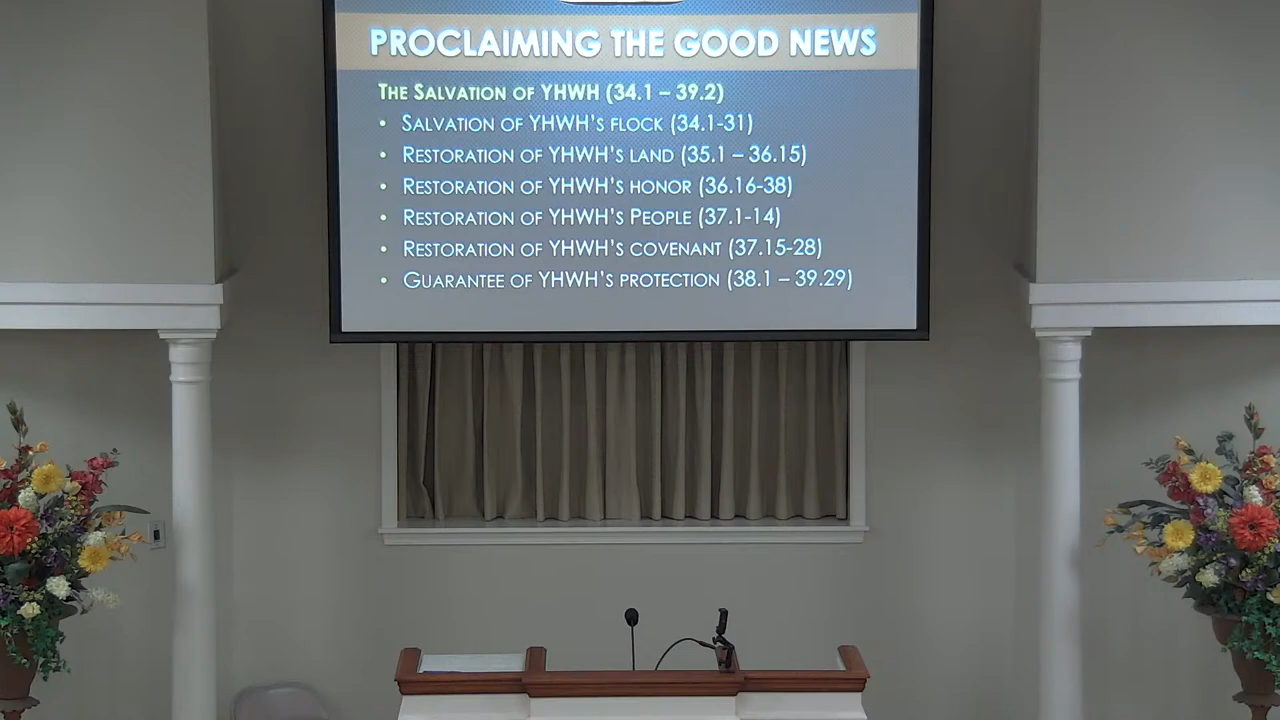 PROCLAIMING THE GOOD NEWS
THE SALVATION OF YHWH (34.1 – 39.2)
• SALVATION OF YHWH'S FLOCK (34.1-31)
• RESTORATION OF YHWH'S LAND (35.1 – 36.15)
• RESTORATION OF YHWH'S HONOR (36.16-38)
• RESTORATION OF YHWH'S PEOPLE (37.1-14)
• RESTORATION OF YHWH'S COVENANT (37.15-28)
• GUARANTEE OF YHWH'S PROTECTION (38.1 – 39.29)